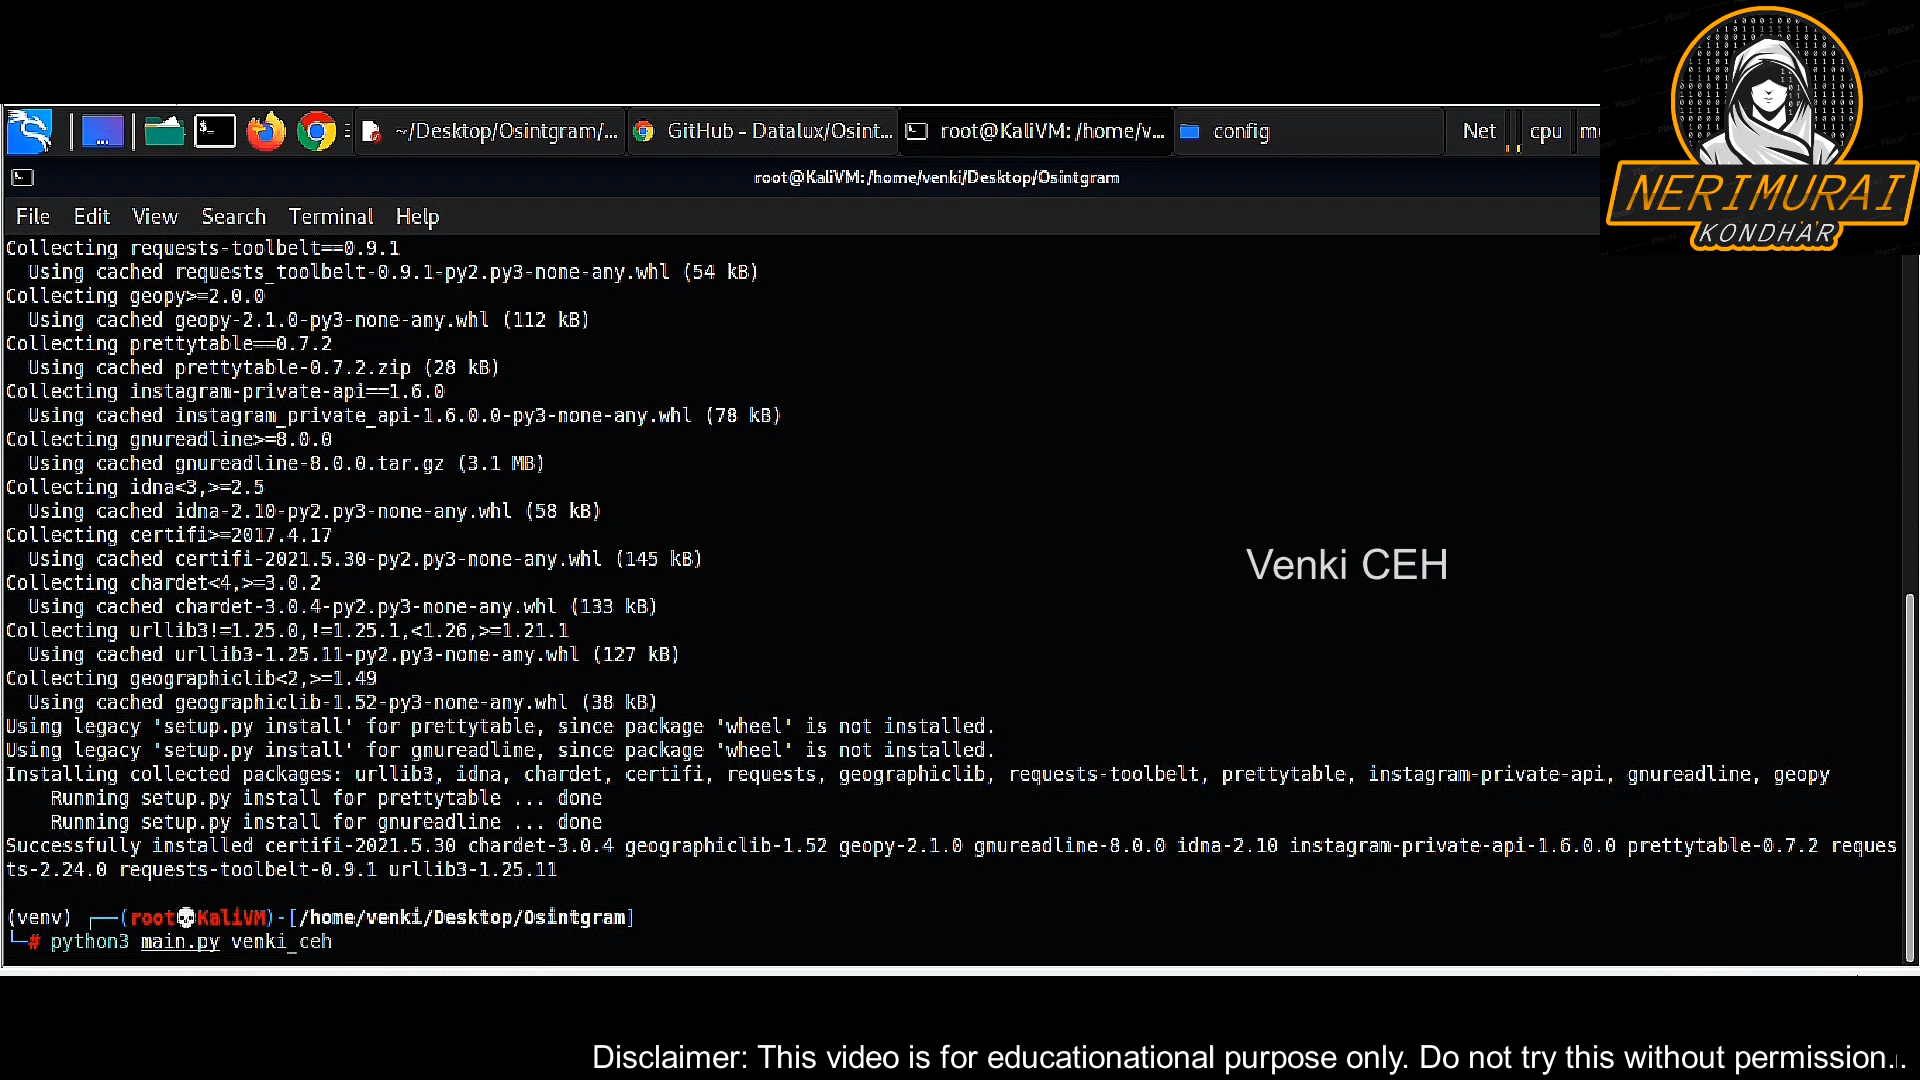 ~/Desktop/Osintgram/...
GitHub - Datalux/Osint...
root@KaliVM: /home/v...
config
Net
cpu
root@KaliVM:/home/venki/Desktop/Osintgram
File Edit View Search Terminal Help
NERIMURAI
KONDHAR
Collecting requests-toolbelt==0.9.1
Using cached requests_toolbelt-0.9.1-py2.py3-none-any.whl (54 kB)
Collecting geopy>=2.0.0
Using cached geopy-2.1.0-py3-none-any.whl (112 kB)
Collecting prettytable==0.7.2
Using cached prettytable-0.7.2.zip (28 kB)
Collecting instagram-private-api==1.6.0
Using cached instagram_private_api-1.6.0.0-py3-none-any.whl (78 kB)
Collecting gnureadline>=8.0.0
Using cached gnureadline-8.0.0.tar.gz (3.1 MB)
Collecting idna<3,>=2.5
Using cached idna-2.10-py2.py3-none-any.whl (58 kB)
Collecting certifi>=2017.4.17
Using cached certifi-2021.5.30-py2.py3-none-any.whl (145 kB)
Venki CEH
Collecting chardet<4,>=3.0.2
Using cached chardet-3.0.4-py2.py3-none-any.whl (133 kB)
Collecting urllib3!=1.25.0,!=1.25.1,<1.26,>=1.21.1
Using cached urllib3-1.25.11-py2.py3-none-any.whl (127 kB)
Collecting geographiclib<2,>=1.49
Using cached geographiclib-1.52-py3-none-any.whl (38 kB)
Using legacy 'setup.py install' for prettytable, since package 'wheel' is not installed.
Using legacy 'setup.py install' for gnureadline, since package 'wheel' is not installed.
Installing collected packages: urllib3, idna, chardet, certifi, requests, geographiclib, requests-toolbelt, prettytable, instagram-private-api, gnureadline, geopy
Running setup.py install for prettytable ... done
Running setup.py install for gnureadline ... done
Successfully installed certifi-2021.5.30 chardet-3.0.4 geographiclib-1.52 geopy-2.1.0 gnureadline-8.0.0 idna-2.10 instagram-private-api-1.6.0.0 prettytable-0.7.2 reques
ts-2.24.0 requests-toolbelt-0.9.1 urllib3-1.25.11
(venv) ┌──(root💀KaliVM)-[/home/venki/Desktop/Osintgram]
└─# python3 main.py venki_ceh
Disclaimer: This video is for educationational purpose only. Do not try this without permission...